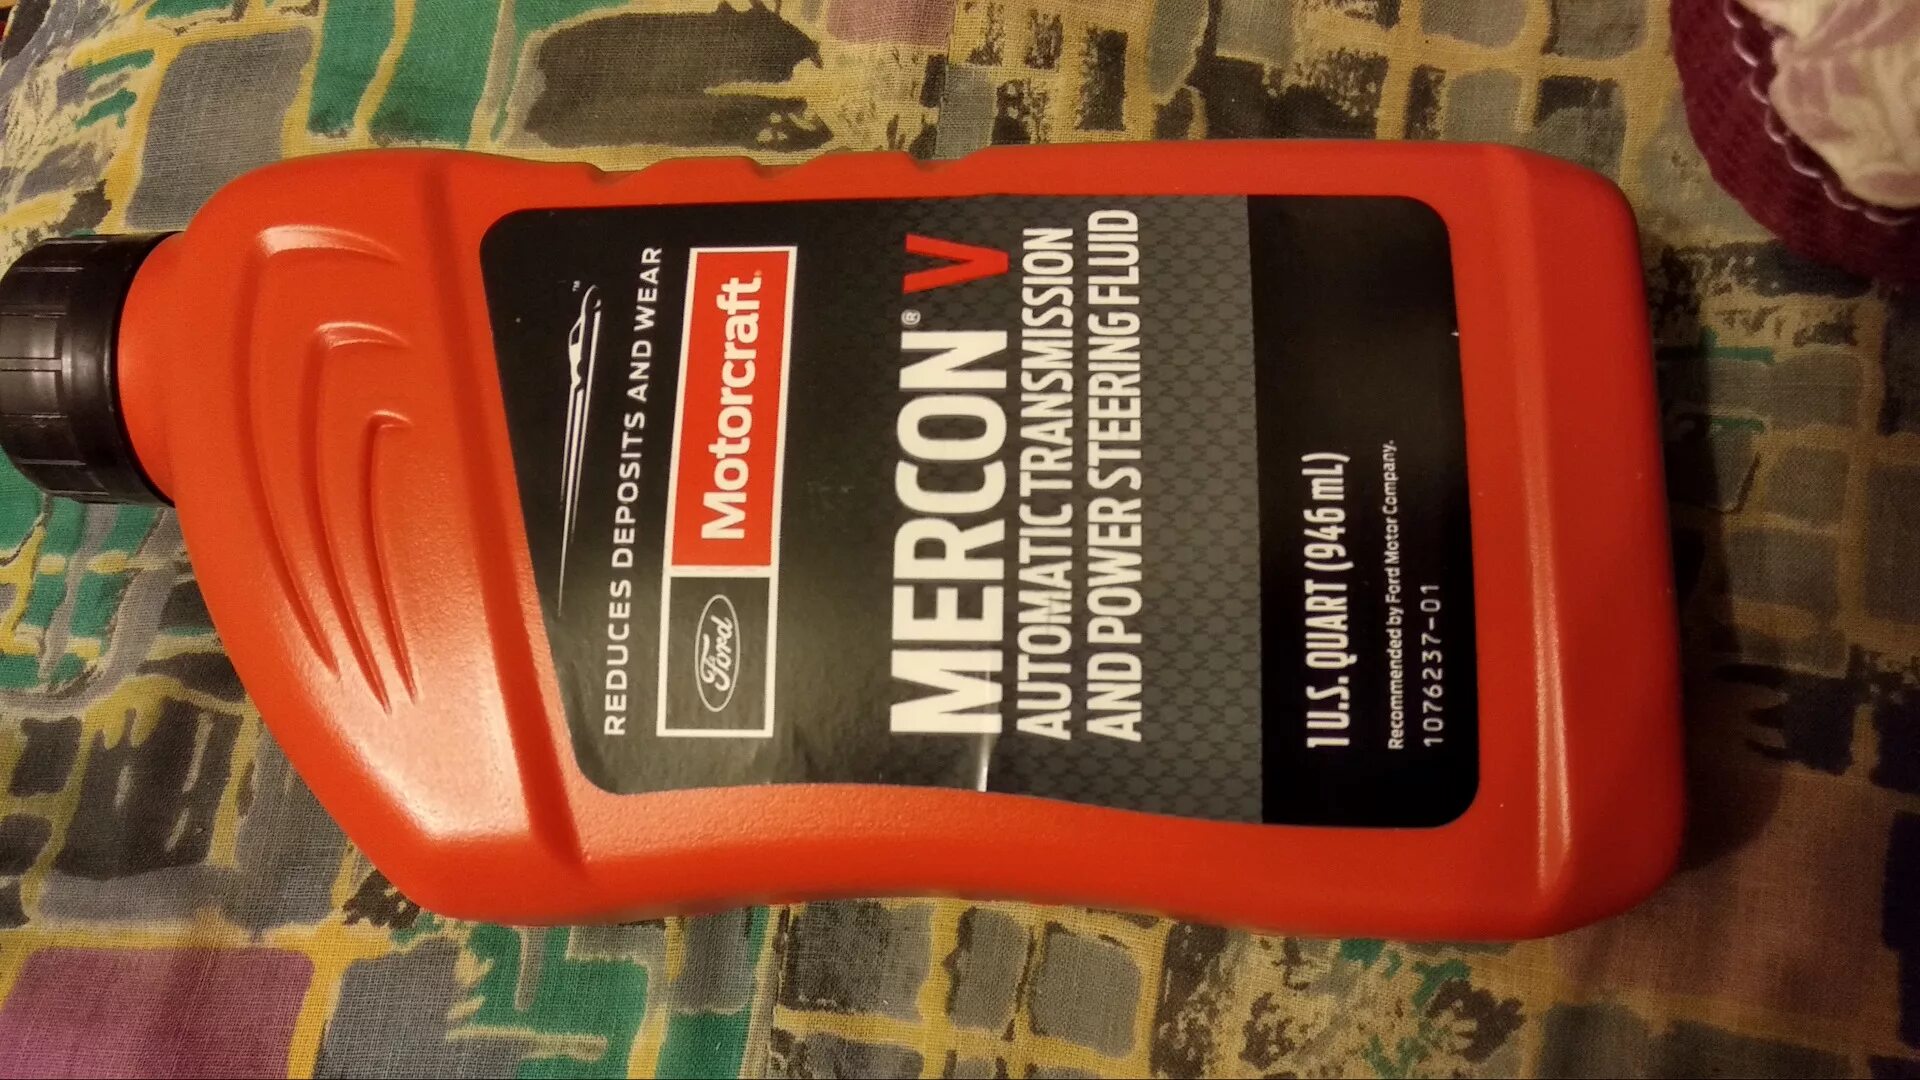 ™
REDUCES DEPOSITS AND WEAR
Ford Motorcraft®
MERCON® V
AUTOMATIC TRANSMISSION
AND POWER STEERING FLUID
1 U.S. QUART (946 mL)
Recommended by Ford Motor Company.
1076237-01